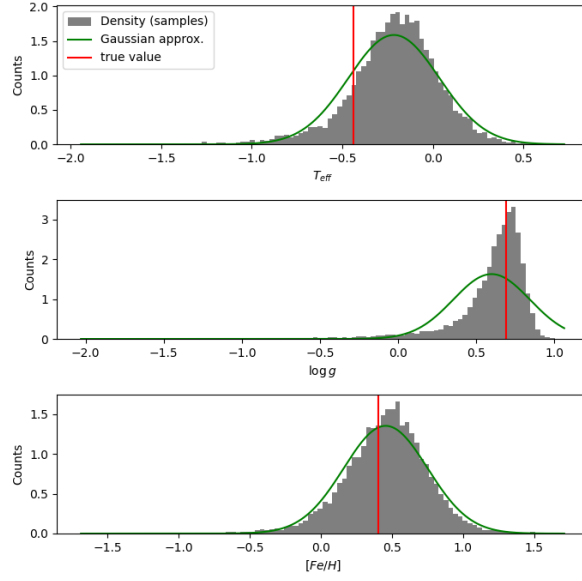 2.0
1.5
1.0
0.5
0.0
Counts
Density (samples)
Gaussian approx.
true value
−2.0 −1.5 −1.0 −0.5 0.0 0.5
T_eff
3
2
1
0
Counts
−2.0 −1.5 −1.0 −0.5 0.0 0.5 1.0
log g
1.5
1.0
0.5
0.0
Counts
−1.5 −1.0 −0.5 0.0 0.5 1.0 1.5
[Fe/H]